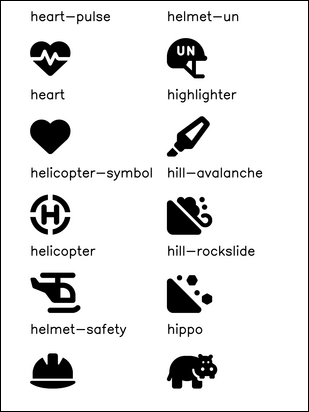 heart-pulse
helmet-un
UN
heart
highlighter
helicopter-symbol
hill-avalanche
H
helicopter
hill-rockslide
helmet-safety
hippo